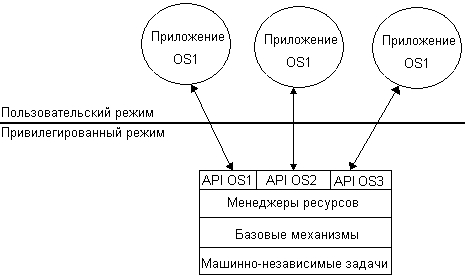 Приложение
OS1
Приложение
OS1
Приложение
OS1
Пользовательский режим
Привилегированный режим
API OS1
API OS2
API OS3
Менеджеры ресурсов
Базовые механизмы
Машинно-независимые задачи